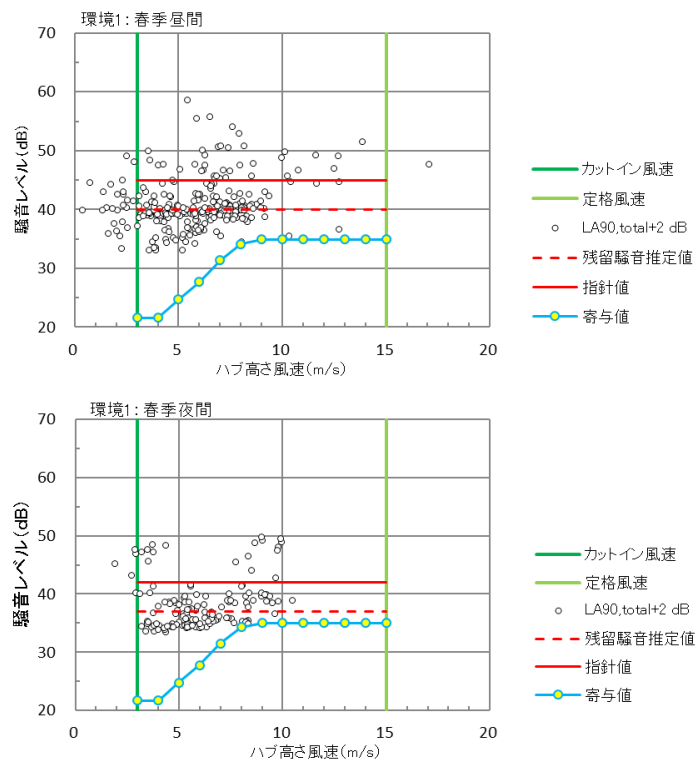 環境1：春季昼間
70
60
50
40
30
20
騒音レベル（dB）
0
5
10
15
20
ハブ高さ風速（m/s）
カットイン風速
定格風速
LA90,total+2 dB
残留騒音推定値
指針値
寄与値
環境1：春季夜間
70
60
50
40
30
20
騒音レベル（dB）
0
5
10
15
20
ハブ高さ風速（m/s）
カットイン風速
定格風速
LA90,total+2 dB
残留騒音推定値
指針値
寄与値